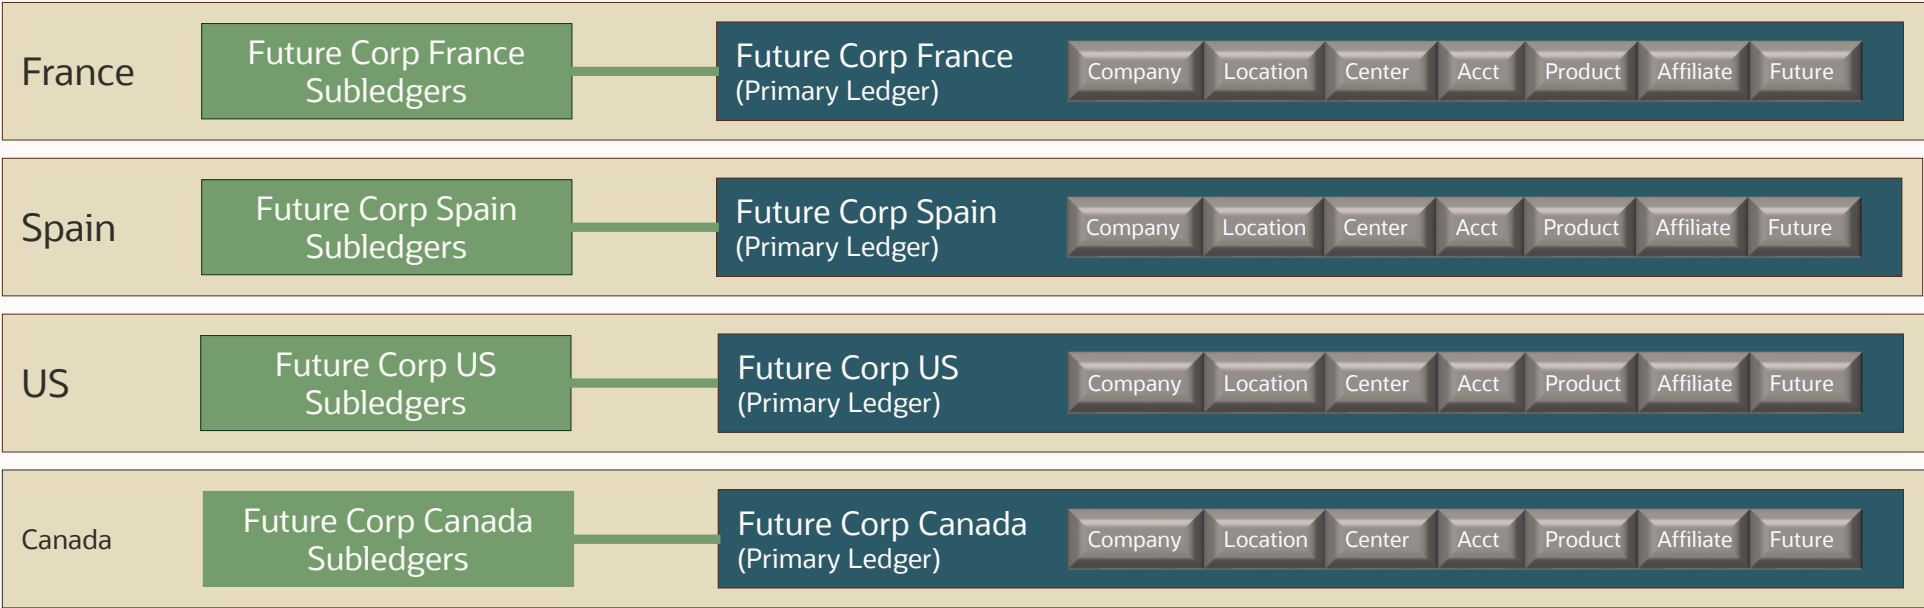 France
Future Corp France
Subledgers
Future Corp France
(Primary Ledger)
Company Location Center Acct Product Affiliate Future
Spain
Future Corp Spain
Subledgers
Future Corp Spain
(Primary Ledger)
Company Location Center Acct Product Affiliate Future
US
Future Corp US
Subledgers
Future Corp US
(Primary Ledger)
Company Location Center Acct Product Affiliate Future
Canada
Future Corp Canada
Subledgers
Future Corp Canada
(Primary Ledger)
Company Location Center Acct Product Affiliate Future